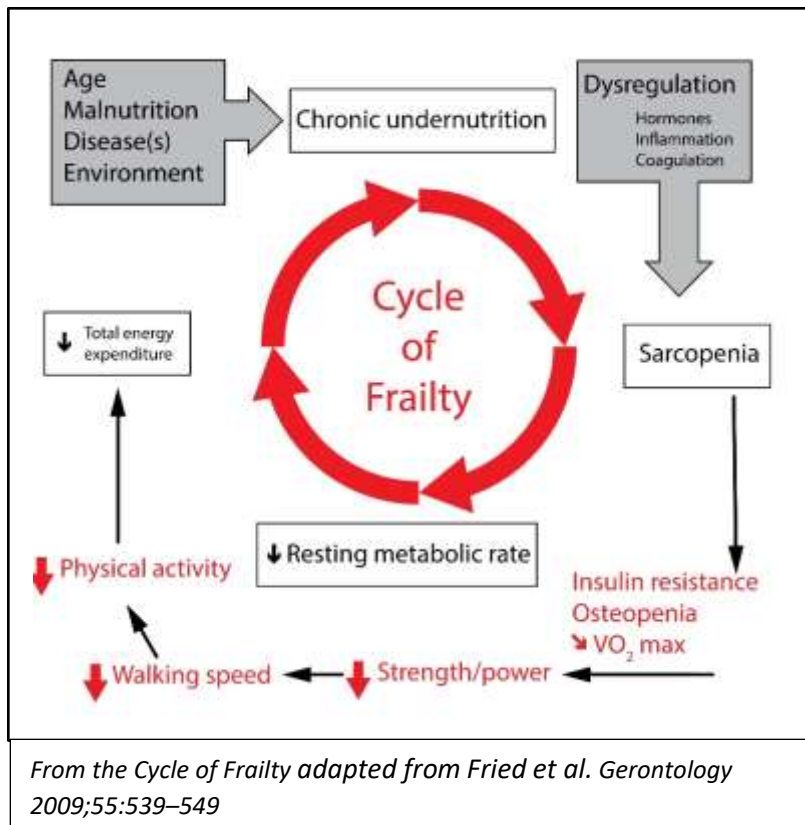 Age
Malnutrition
Disease(s)
Environment
Chronic undernutrition
Dysregulation
Hormones
Inflammation
Coagulation
Cycle
of
Frailty
↓ Total energy
expenditure
Sarcopenia
↓ Resting metabolic rate
↓ Physical activity
Insulin resistance
Osteopenia
↘ VO₂ max
↓ Walking speed
↓ Strength/power
From the Cycle of Frailty adapted from Fried et al. Gerontology
2009;55:539–549